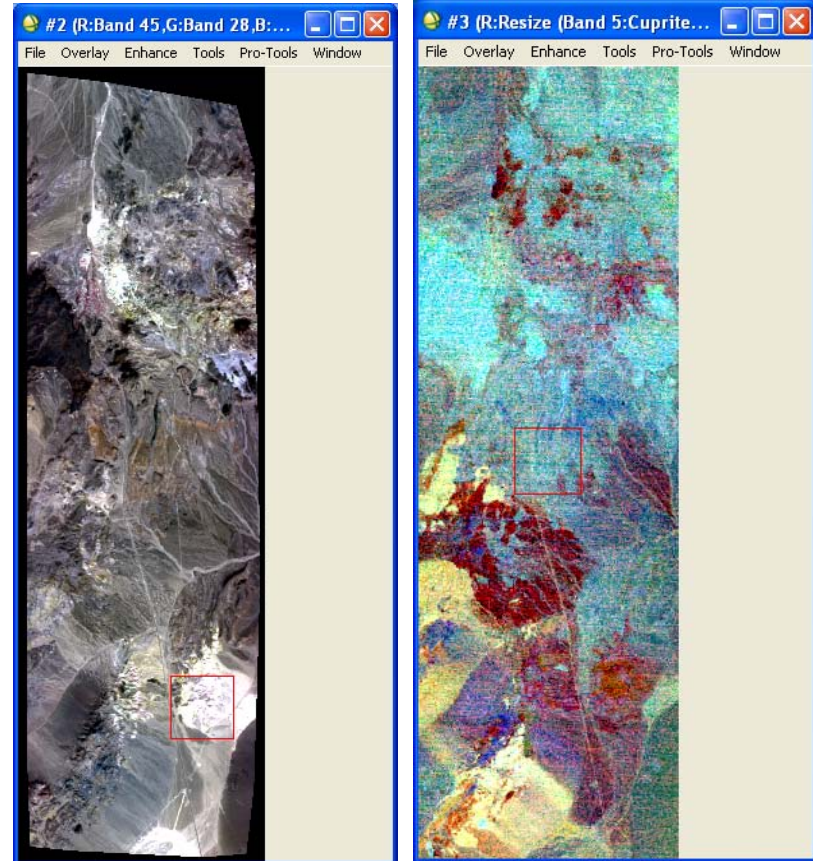 #2 (R:Band 45,G:Band 28,B:...
File Overlay Enhance Tools Pro-Tools Window
#3 (R:Resize (Band 5:Cuprite...
File Overlay Enhance Tools Pro-Tools Window